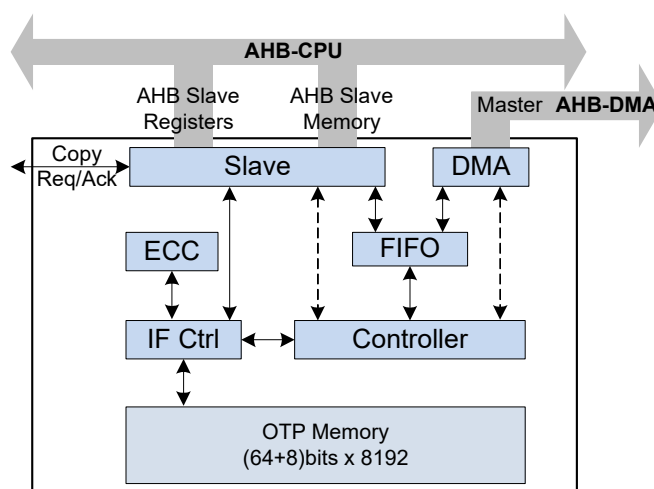 AHB-CPU
AHB Slave
Registers
AHB Slave
Memory
Master AHB-DMA
Copy
Req/Ack
Slave
DMA
ECC
FIFO
IF Ctrl
Controller
OTP Memory
(64+8)bits x 8192